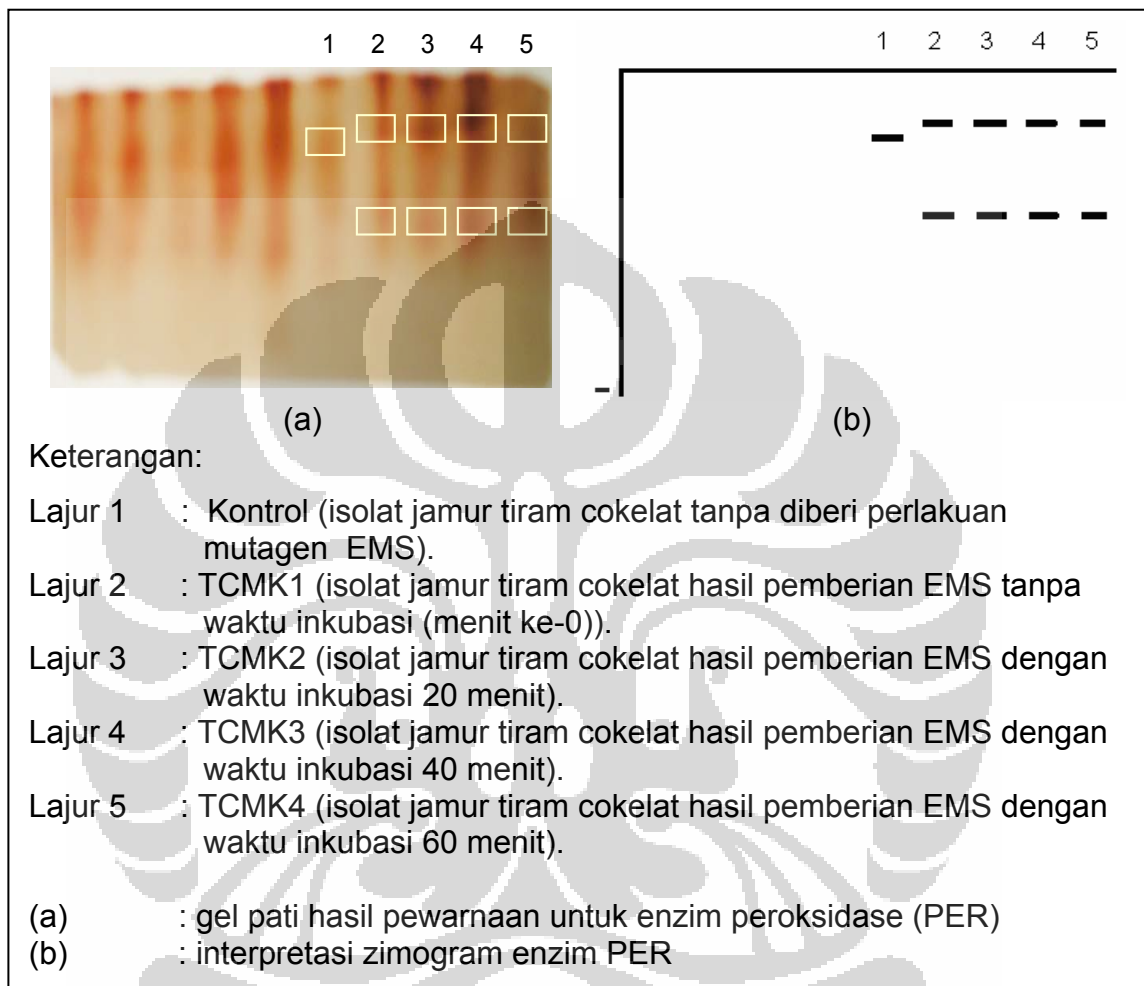 1 2 3 4 5
1 2 3 4 5
(a) (b)
Keterangan:
Lajur 1 : Kontrol (isolat jamur tiram cokelat tanpa diberi perlakuan
mutagen EMS).
Lajur 2 : TCMK1 (isolat jamur tiram cokelat hasil pemberian EMS tanpa
waktu inkubasi (menit ke-0)).
Lajur 3 : TCMK2 (isolat jamur tiram cokelat hasil pemberian EMS dengan
waktu inkubasi 20 menit).
Lajur 4 : TCMK3 (isolat jamur tiram cokelat hasil pemberian EMS dengan
waktu inkubasi 40 menit).
Lajur 5 : TCMK4 (isolat jamur tiram cokelat hasil pemberian EMS dengan
waktu inkubasi 60 menit).
(a) : gel pati hasil pewarnaan untuk enzim peroksidase (PER)
(b) : interpretasi zimogram enzim PER